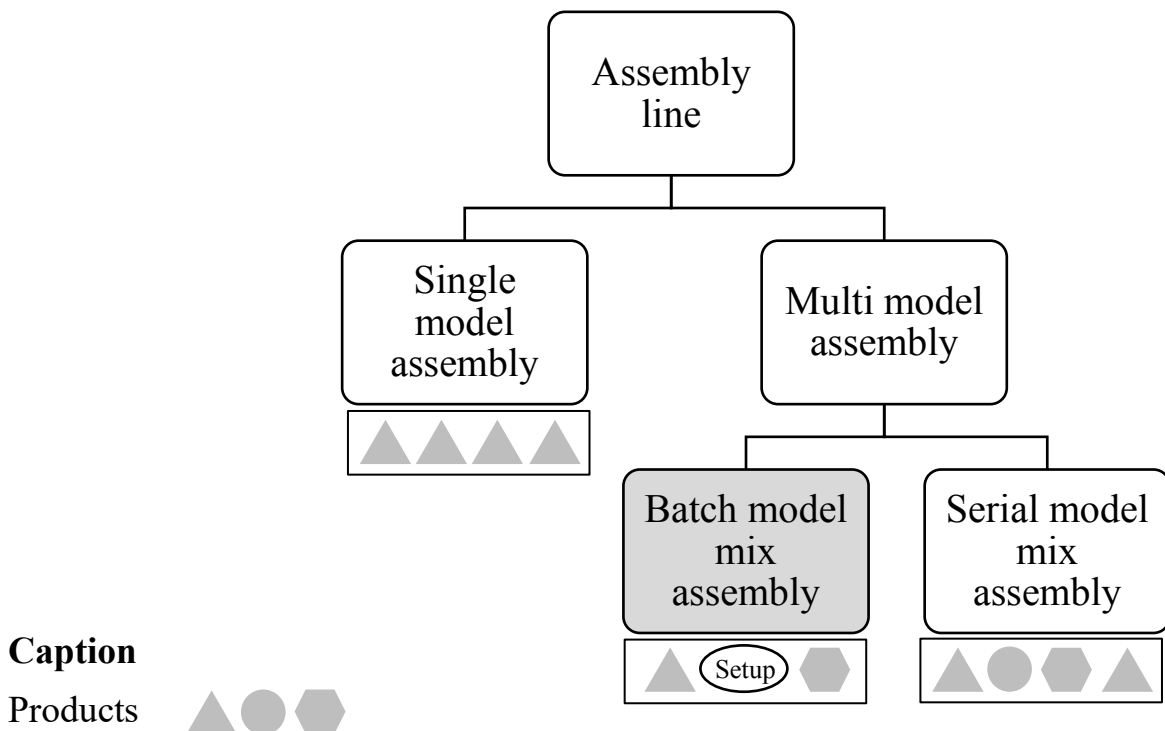 Assembly
line
Single
model
assembly
Multi model
assembly
Batch model
mix
assembly
Serial model
mix
assembly
Setup
Caption
Products